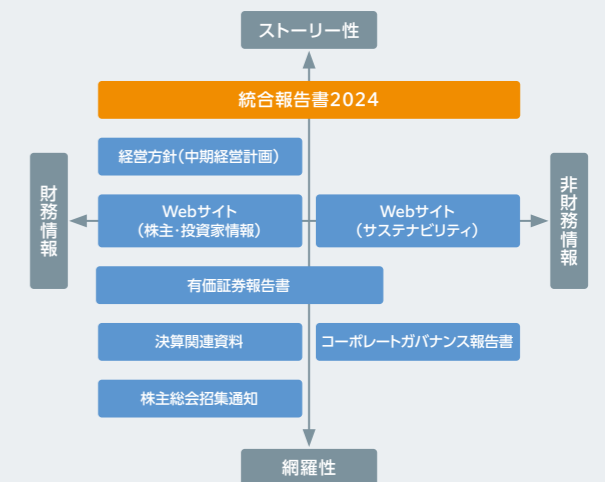 ストーリー性
統合報告書2024
経営方針(中期経営計画)
財務情報
Webサイト
(株主・投資家情報)
Webサイト
(サステナビリティ)
非財務情報
有価証券報告書
決算関連資料
コーポレートガバナンス報告書
株主総会招集通知
網羅性